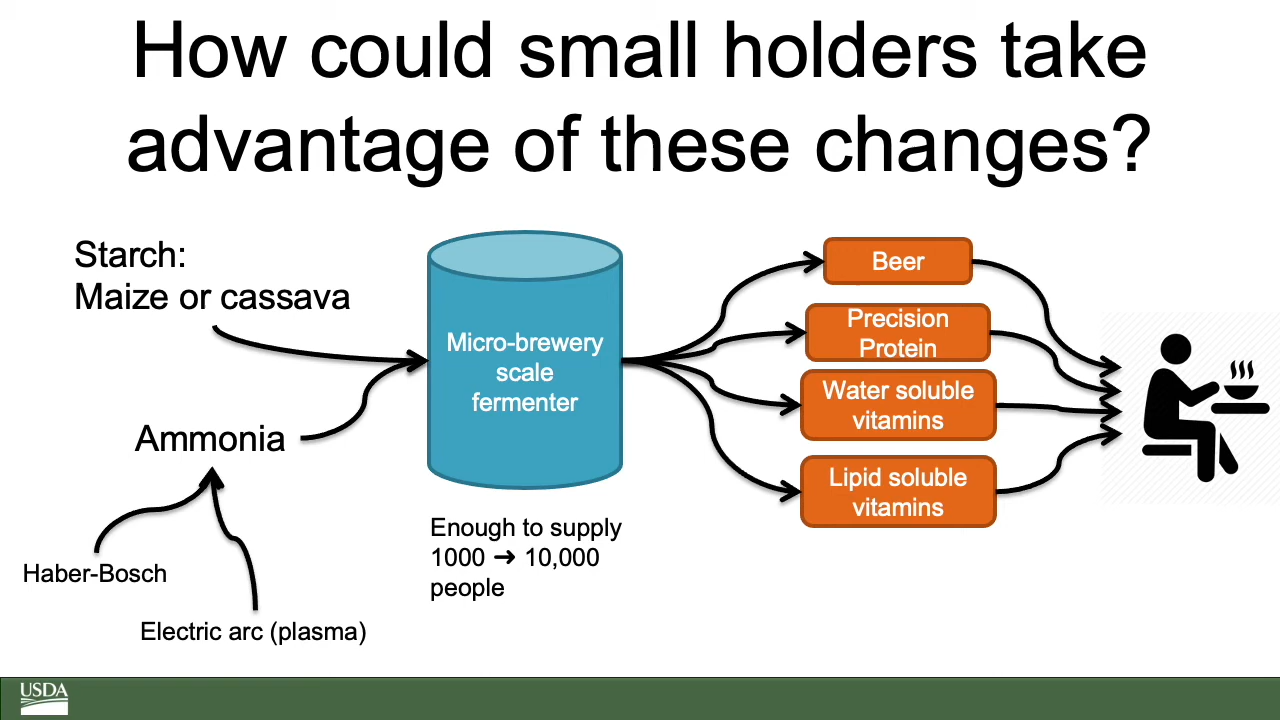 How could small holders take
advantage of these changes?
Starch:
Maize or cassava
Ammonia
Haber-Bosch
Electric arc (plasma)
Micro-brewery
scale
fermenter
Enough to supply
1000 ➜ 10,000
people
Beer
Precision
Protein
Water soluble
vitamins
Lipid soluble
vitamins
USDA